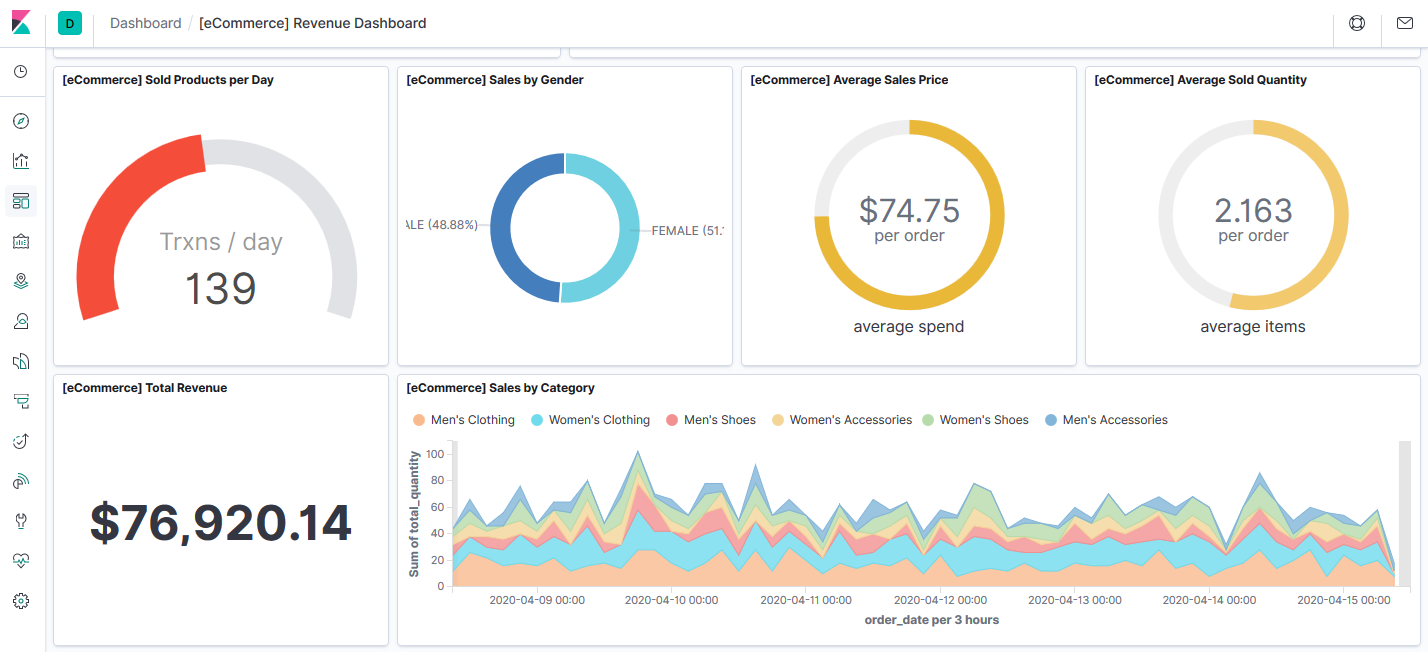 D Dashboard / [eCommerce] Revenue Dashboard
[eCommerce] Sold Products per Day
Trxns / day
139
[eCommerce] Sales by Gender
ALE (48.88%)
FEMALE (51.
[eCommerce] Average Sales Price
$74.75
per order
average spend
[eCommerce] Average Sold Quantity
2.163
per order
average items
[eCommerce] Total Revenue
$76,920.14
[eCommerce] Sales by Category
Men's Clothing Women's Clothing Men's Shoes Women's Accessories Women's Shoes Men's Accessories
Sum of total_quantity
100
80
60
40
20
0
2020-04-09 00:00 2020-04-10 00:00 2020-04-11 00:00 2020-04-12 00:00 2020-04-13 00:00 2020-04-14 00:00 2020-04-15 00:00
order_date per 3 hours